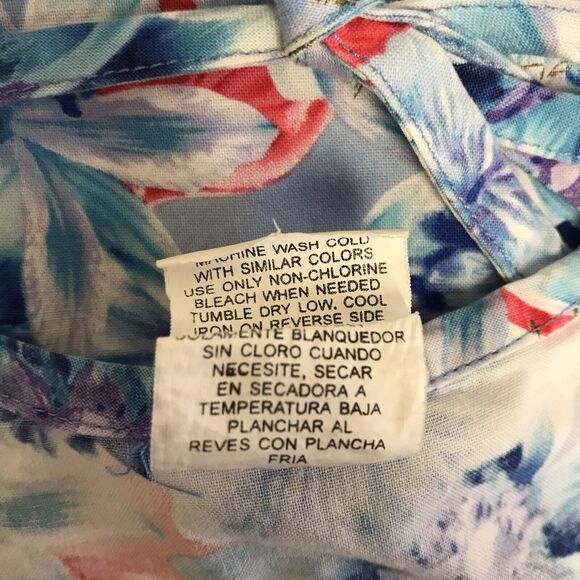 MACHINE WASH COLD
WITH SIMILAR COLORS
USE ONLY NON-CHLORINE
BLEACH WHEN NEEDED
TUMBLE DRY LOW. COOL
IRON ON REVERSE SIDE
SOLAMENTE BLANQUEDOR
SIN CLORO CUANDO
NECESITE, SECAR
EN SECADORA A
TEMPERATURA BAJA
PLANCHAR AL
REVES CON PLANCHA
FRIA